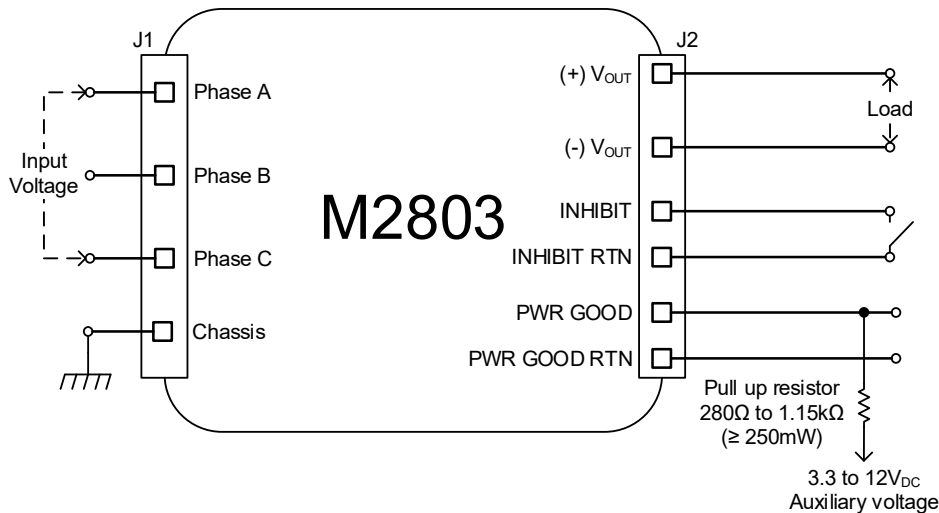 J1
J2
Phase A
Phase B
Phase C
Chassis
Input
Voltage
M2803
(+) VOUT
(-) VOUT
INHIBIT
INHIBIT RTN
PWR GOOD
PWR GOOD RTN
Load
Pull up resistor
280Ω to 1.15kΩ
(≥ 250mW)
3.3 to 12VDC
Auxiliary voltage